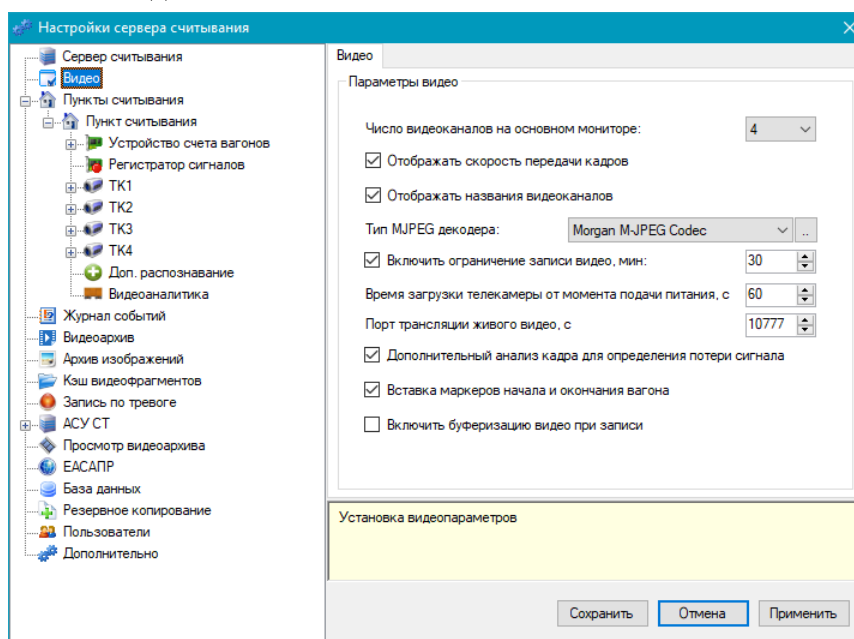 Настройки сервера считывания
Сервер считывания
Видео
Пункты считывания
Пункт считывания
Устройство счета вагонов
Регистратор сигналов
ТК1
ТК2
ТК3
ТК4
Доп. распознавание
Видеоаналитика
Журнал событий
Видеоархив
Архив изображений
Кэш видеофрагментов
Запись по тревоге
АСУ СТ
Просмотр видеоархива
ЕАСАПР
База данных
Резервное копирование
Пользователи
Дополнительно
Видео
Параметры видео
Число видеоканалов на основном мониторе: 4
Отображать скорость передачи кадров
Отображать названия видеоканалов
Тип MJPEG декодера: Morgan M-JPEG Codec ..
Включить ограничение записи видео, мин: 30
Время загрузки телекамеры от момента подачи питания, с 60
Порт трансляции живого видео, с 10777
Дополнительный анализ кадра для определения потери сигнала
Вставка маркеров начала и окончания вагона
Включить буферизацию видео при записи
Установка видеопараметров
Сохранить Отмена Применить